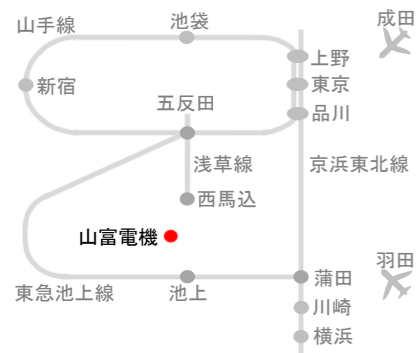 山手線
池袋
成田
上野
新宿
東京
五反田
品川
浅草線
京浜東北線
西馬込
山富電機
羽田
東急池上線
池上
蒲田
川崎
横浜